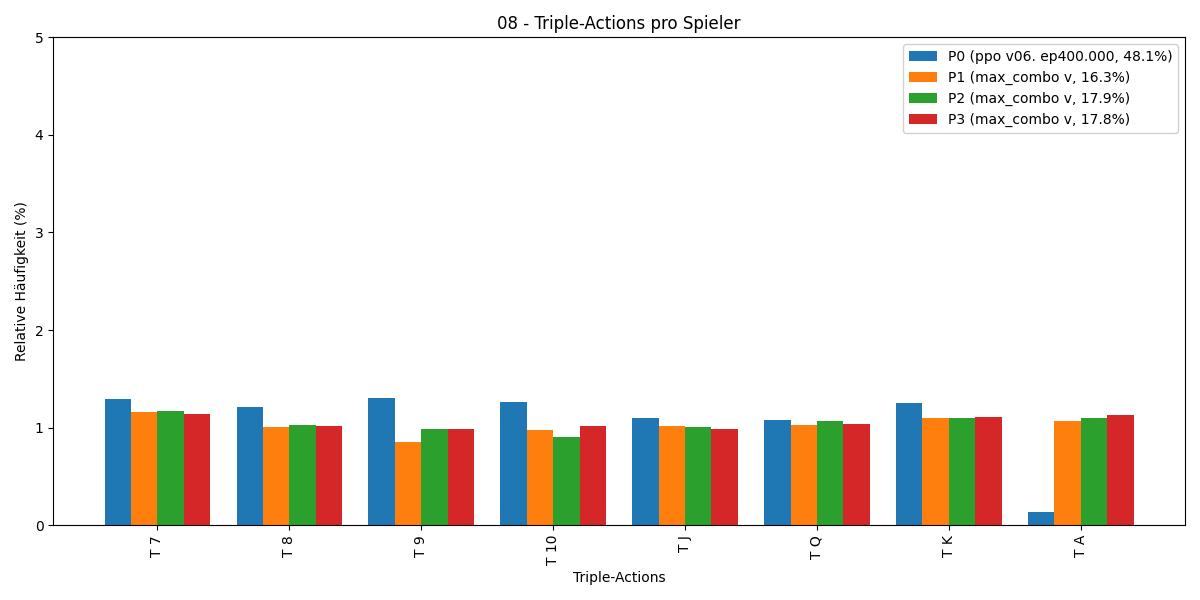 08 - Triple-Actions pro Spieler
P0 (ppo v06. ep400.000, 48.1%)
P1 (max_combo v, 16.3%)
P2 (max_combo v, 17.9%)
P3 (max_combo v, 17.8%)
Relative Häufigkeit (%)
5
4
3
2
1
0
T 7
T 8
T 9
T 10
T J
T Q
T K
T A
Triple-Actions